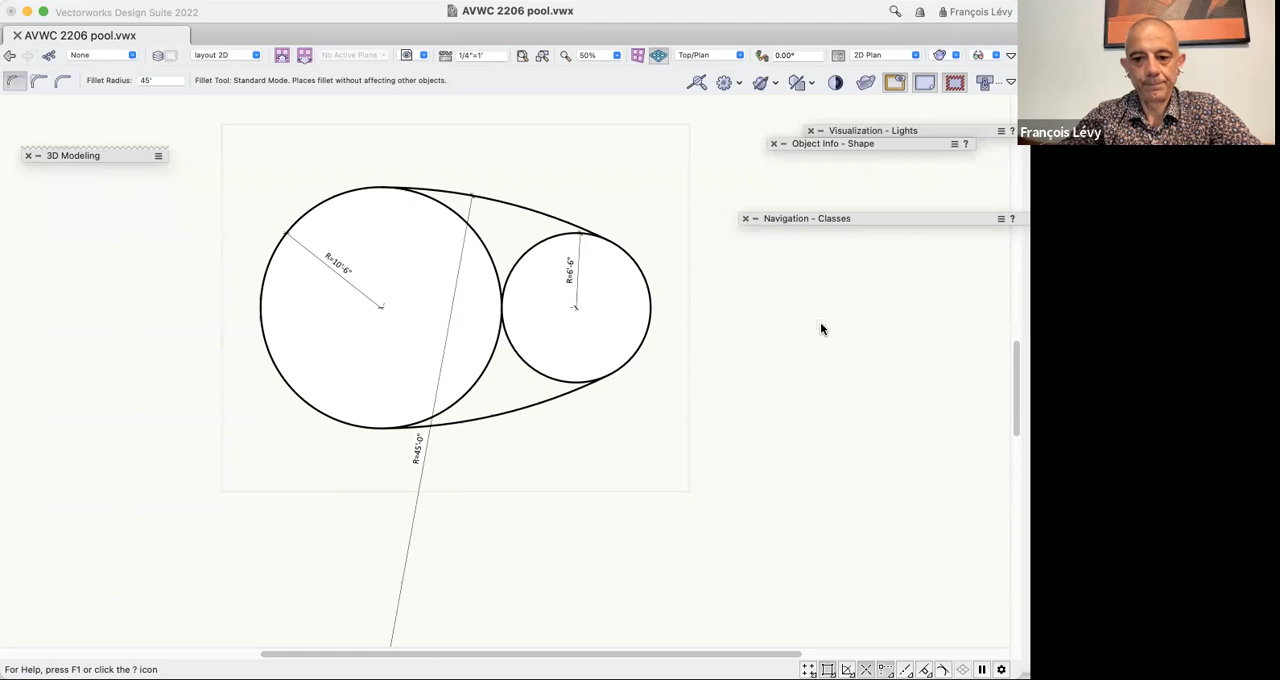 Vectorworks Design Suite 2022
AVWC 2206 pool.vwx
François Lévy
AVWC 2206 pool.vwx
None
layout 2D
No Active Plane
1/4"=1'
50%
Top/Plan
0.00°
2D Plan
Fillet Radius: 45'
Fillet Tool: Standard Mode. Places fillet without affecting other objects.
Visualization - Lights
François Lévy
Object Info - Shape
3D Modeling
Navigation - Classes
R=10'-6"
R=6'-6"
R=45'-0"
For Help, press F1 or click the ? icon